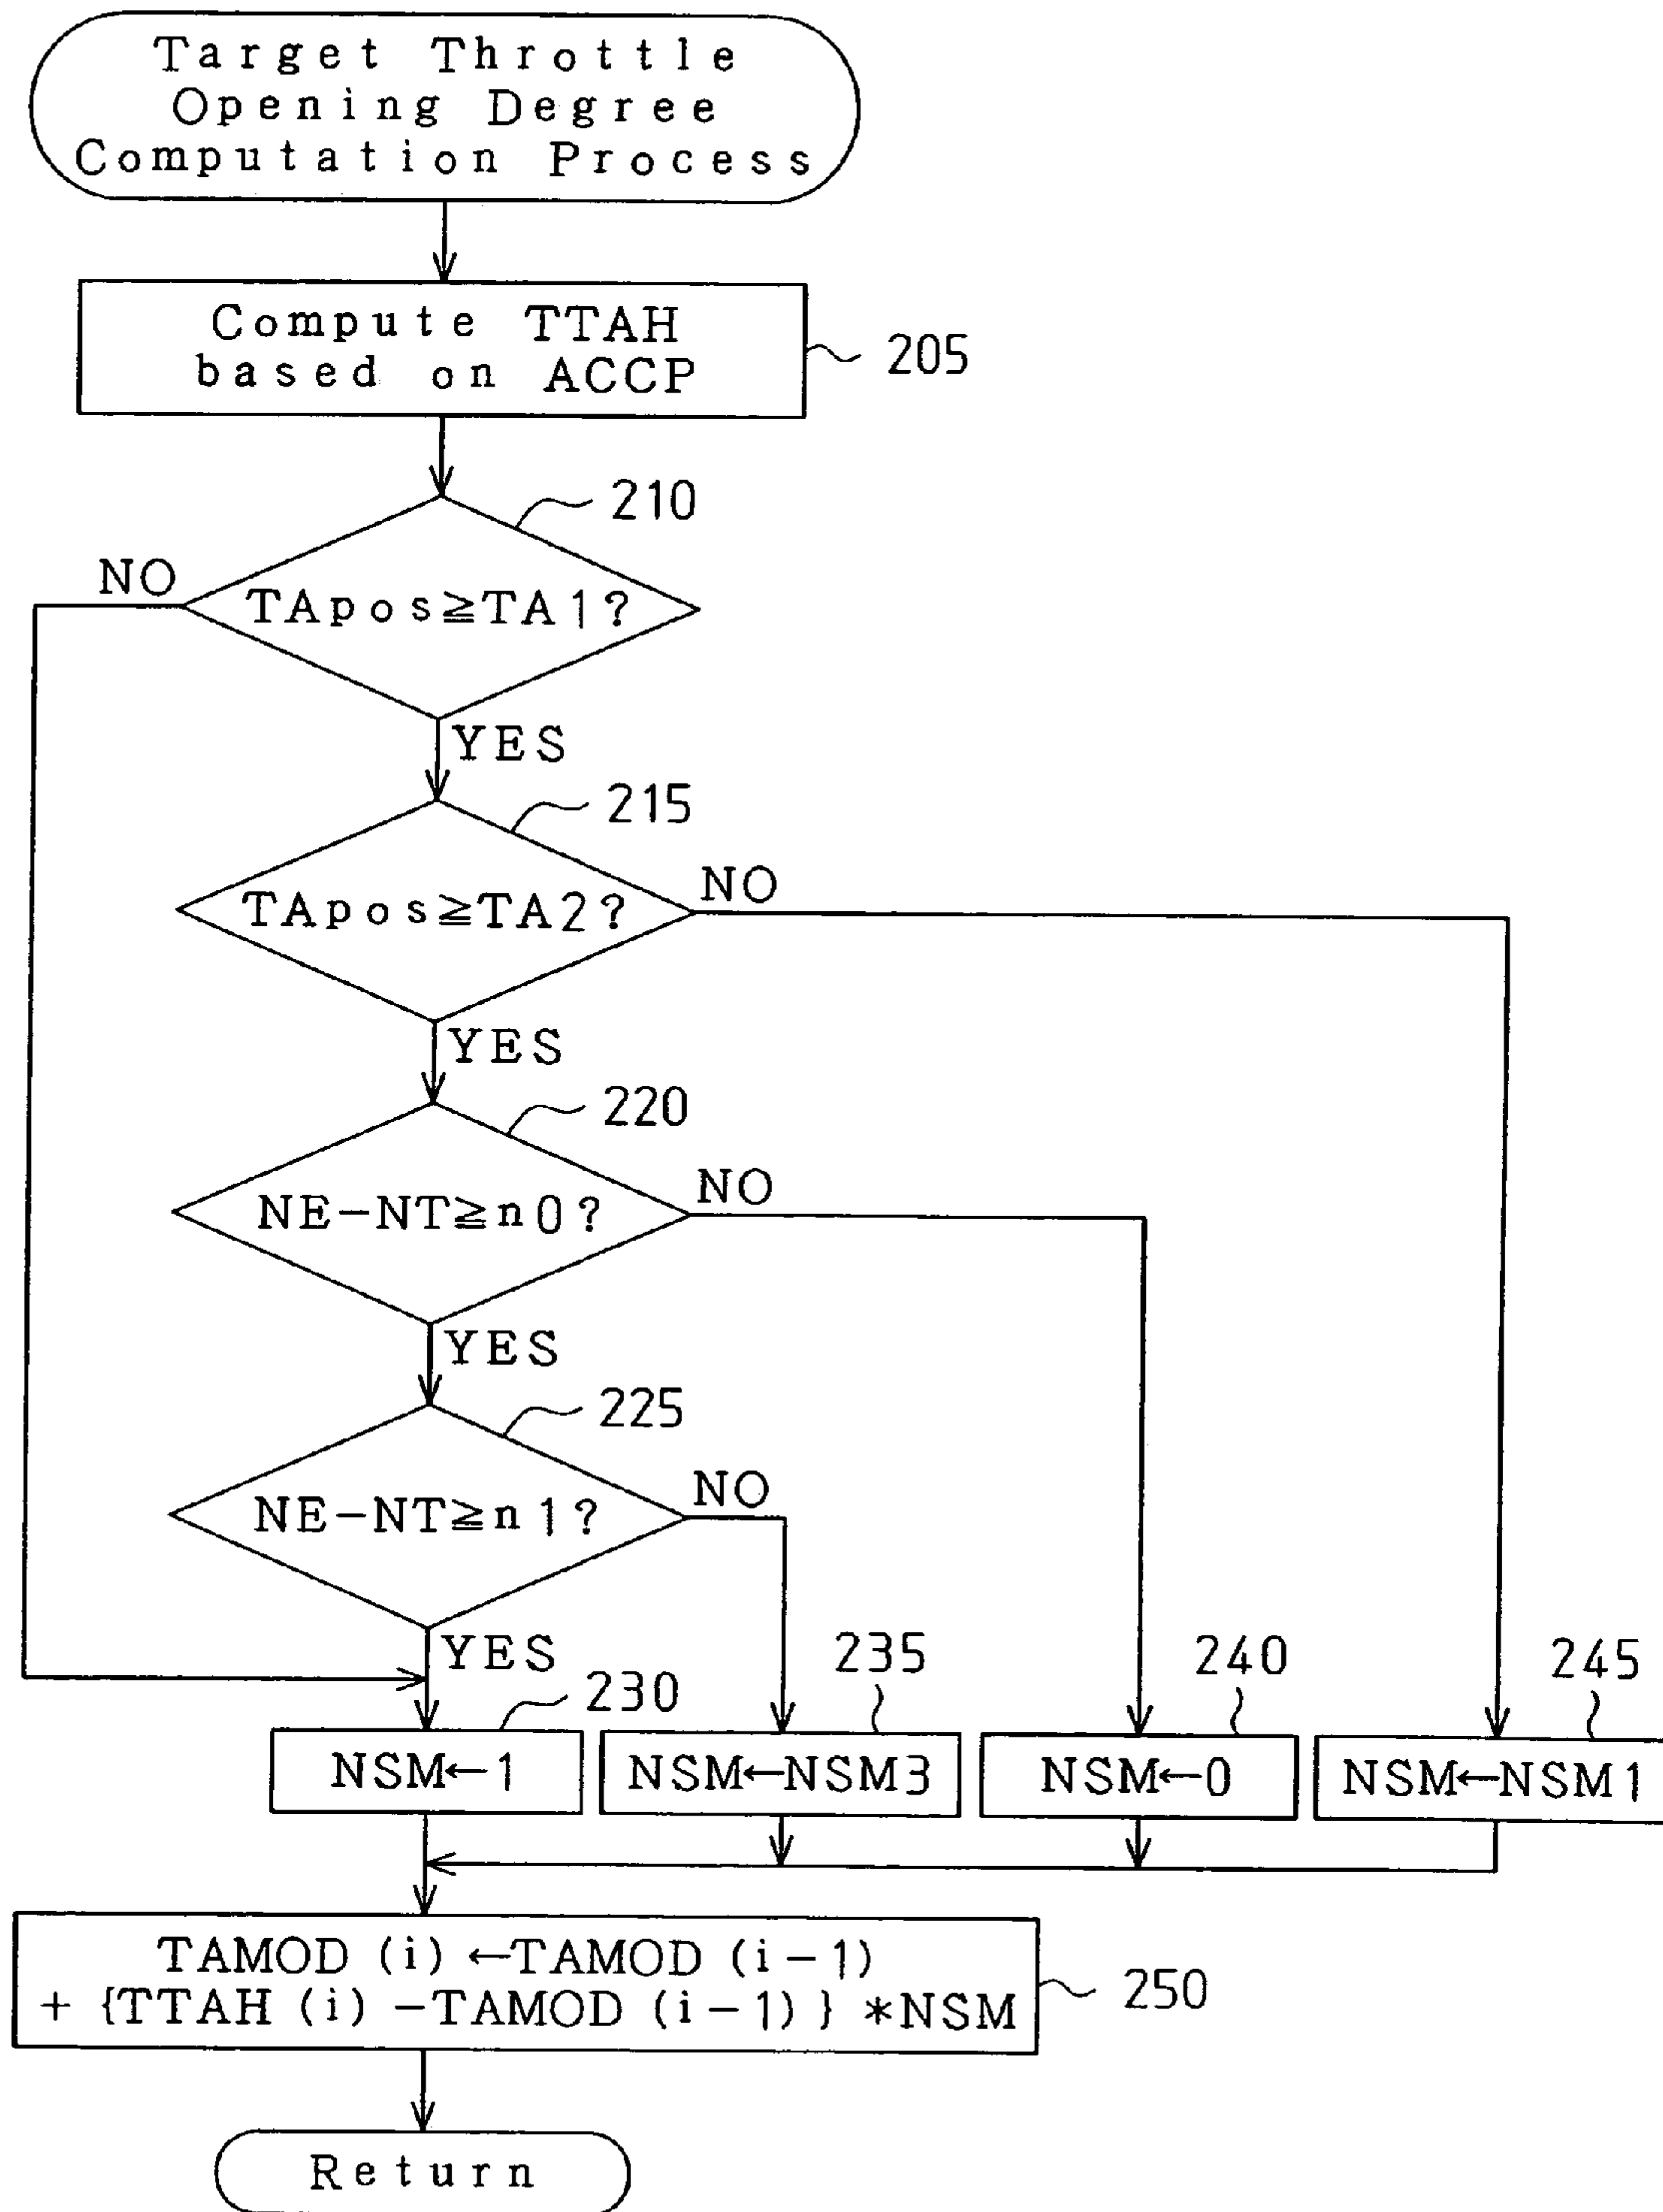 Target Throttle
Opening Degree
Computation Process
Compute TTAH
based on ACCP
205
210
NO
TApos≧TA1?
YES
215
NO
TApos≧TA2?
YES
220
NO
NE-NT≧n0?
YES
225
NO
NE-NT≧n1?
YES
230
235
240
245
NSM←1
NSM←NSM3
NSM←0
NSM←NSM1
TAMOD (i) ←TAMOD (i-1)
+ {TTAH (i) -TAMOD (i-1) } *NSM
250
Return